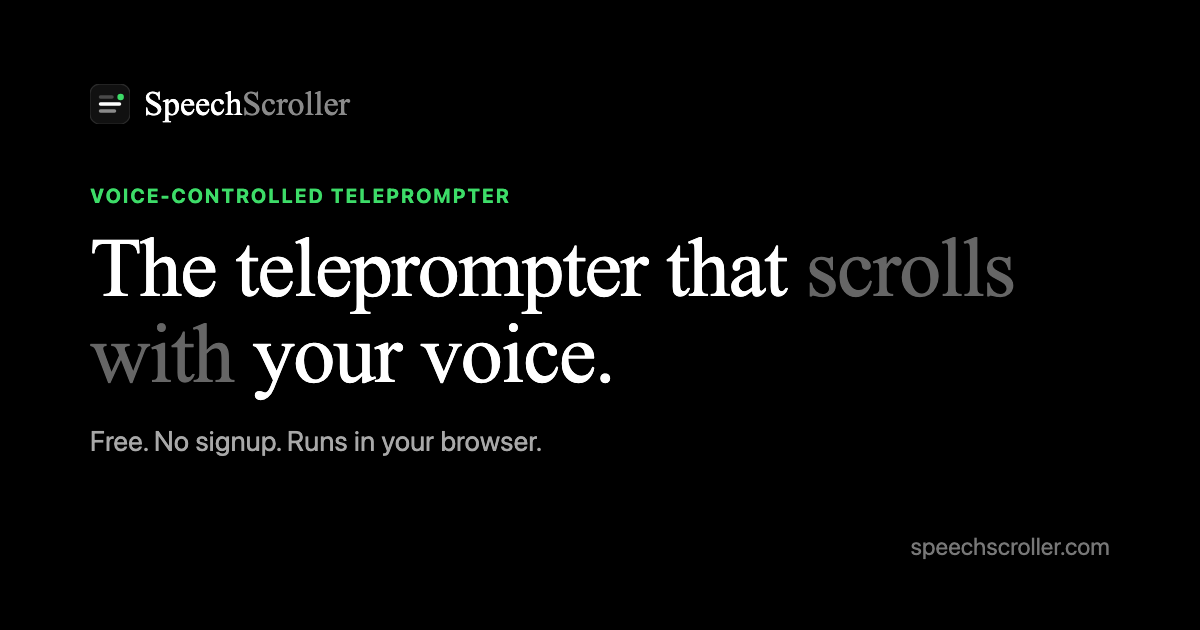 SpeechScroller
VOICE-CONTROLLED TELEPROMPTER
The teleprompter that scrolls
with your voice.
Free. No signup. Runs in your browser.
speechscroller.com